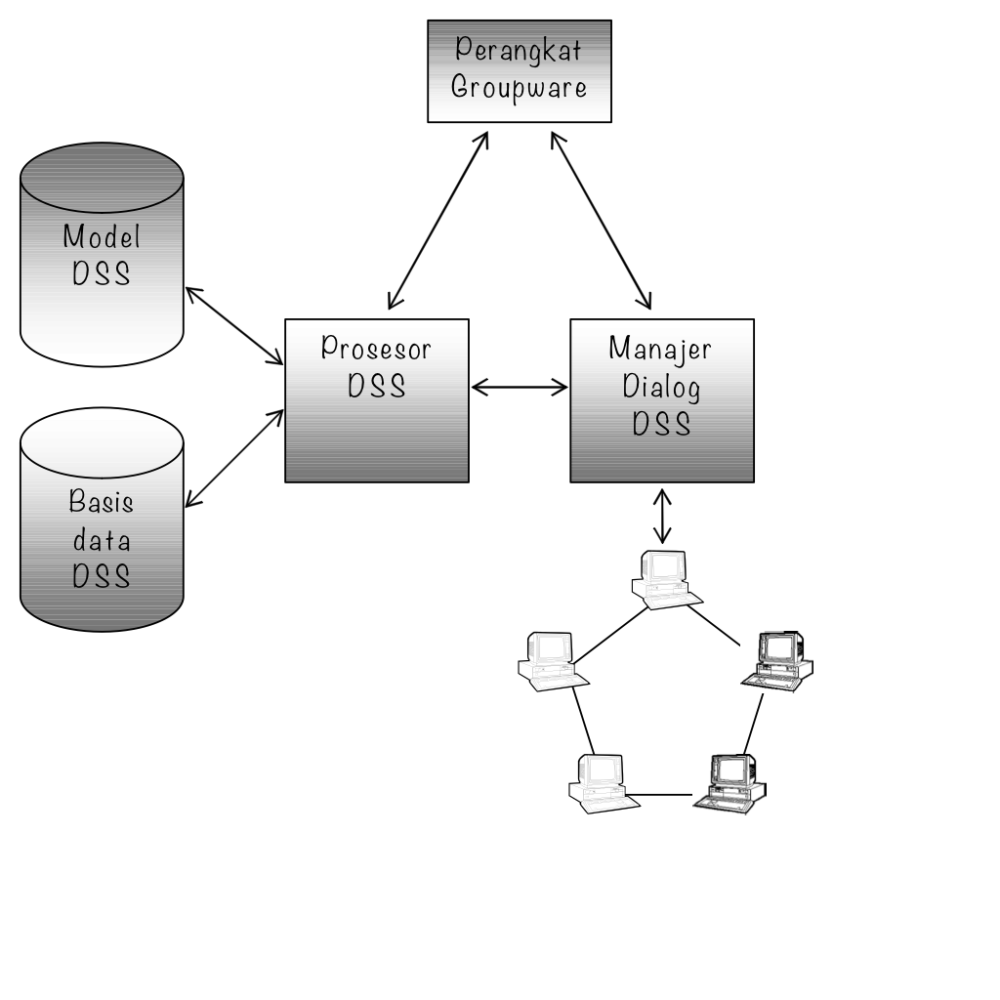 Perangkat
Groupware
Model
DSS
Prosesor
DSS
Manajer
Dialog
DSS
Basis
data
DSS